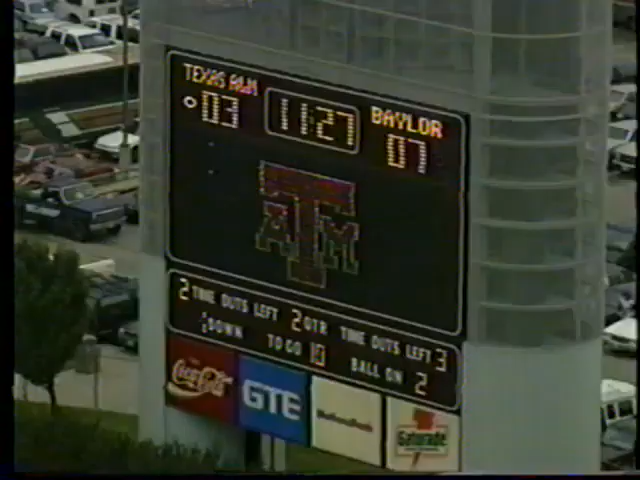 TEXAS A&M
03
11:27
BAYLOR
07
ATM
2 TIME OUTS LEFT 2 QTR TIME OUTS LEFT 3
DOWN TO GO 10 BALL ON 2
Coca-Cola
GTE
NationsBank
Gatorade